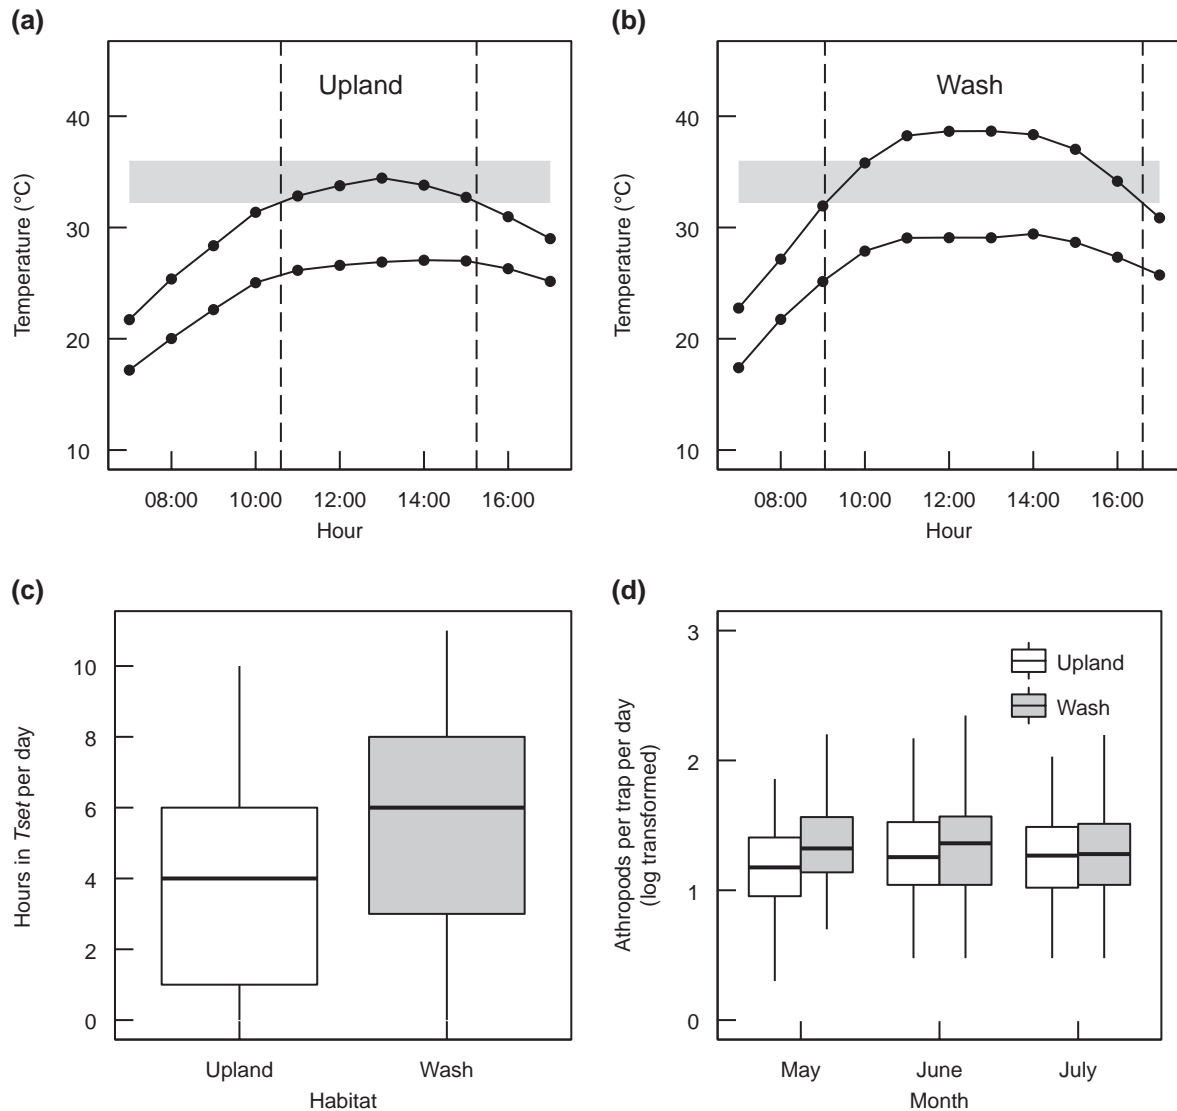 (a)
Upland
Temperature (°C)
40
30
20
10
08:00 10:00 12:00 14:00 16:00
Hour
(b)
Wash
Temperature (°C)
40
30
20
10
08:00 10:00 12:00 14:00 16:00
Hour
(c)
Hours in Tset per day
10
8
6
4
2
0
Upland Wash
Habitat
(d)
Athropods per trap per day
(log transformed)
3
2
1
0
Upland
Wash
May June July
Month